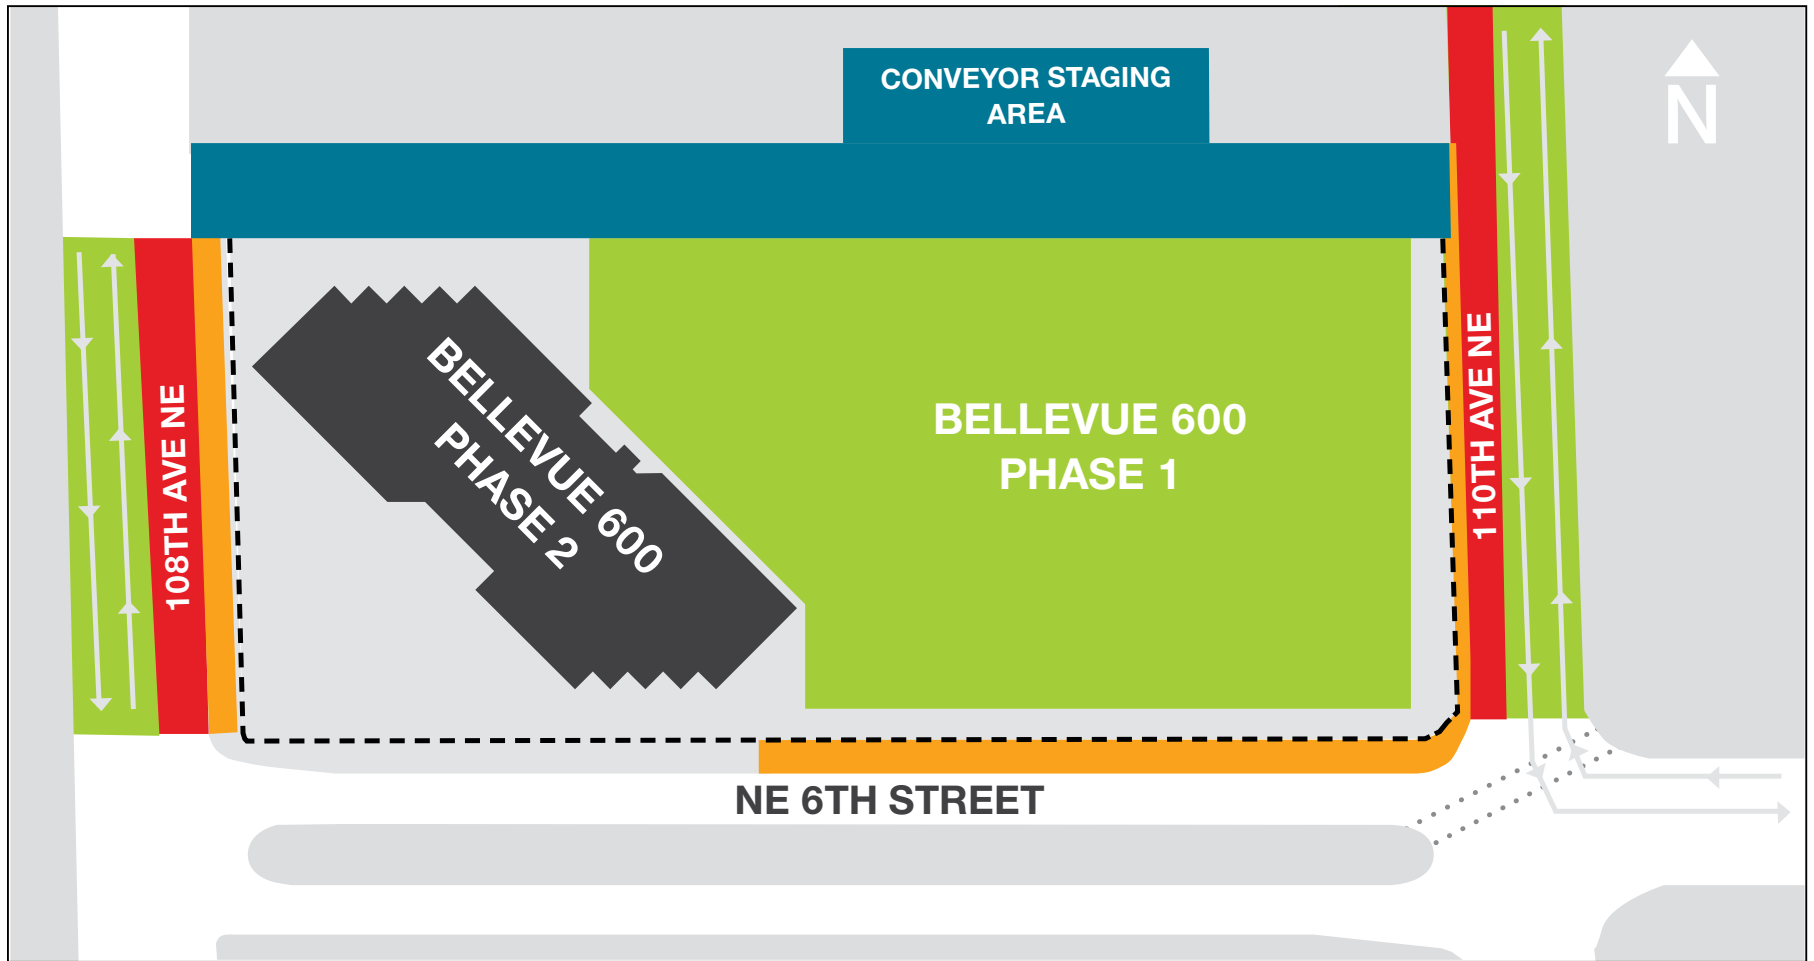 CONVEYOR STAGING
AREA
N
BELLEVUE 600
PHASE 2
BELLEVUE 600
PHASE 1
108TH AVE NE
110TH AVE NE
NE 6TH STREET